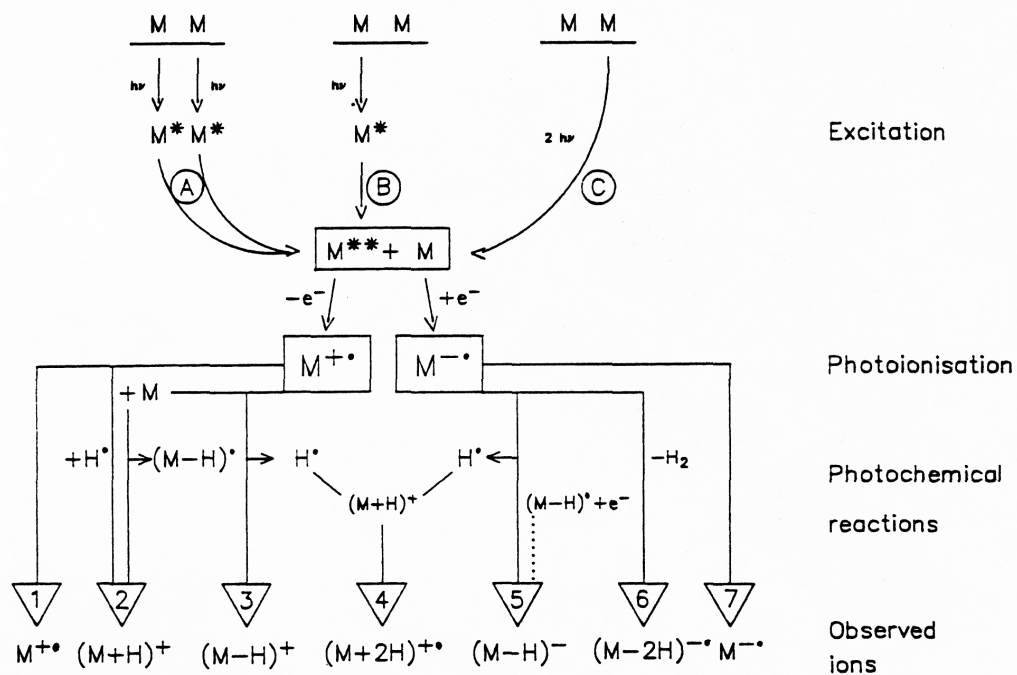 M M M M M M
hν hν hν 2 hν
M* M* M* Excitation
A B C
M** + M
−e⁻ +e⁻
M⁺• M⁻• Photoionisation
+ M
+H• (M−H)• H• H• −H₂
(M+H)⁺ (M−H)• + e⁻ Photochemical
reactions
1 2 3 4 5 6 7
M⁺• (M+H)⁺ (M−H)⁺ (M+2H)⁺• (M−H)⁻ (M−2H)⁻• M⁻• Observed
ions